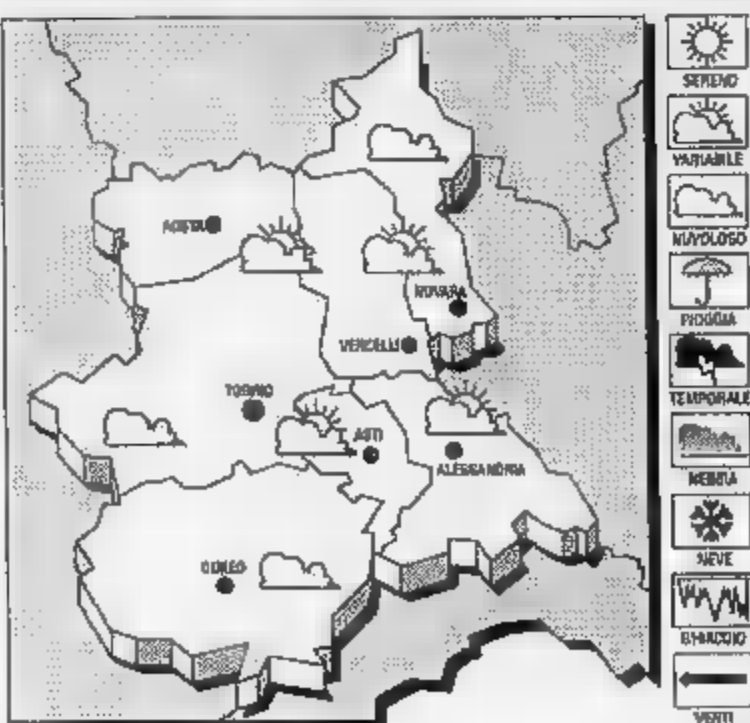 AOSTA
NOVARA
VERCELLI
TORINO
ASTI
ALESSANDRIA
CUNEO
SERENO
VARIABILE
NUVOLOSO
PIOGGIA
TEMPORALE
NEBBIA
NEVE
GHIACCIO
VENTI